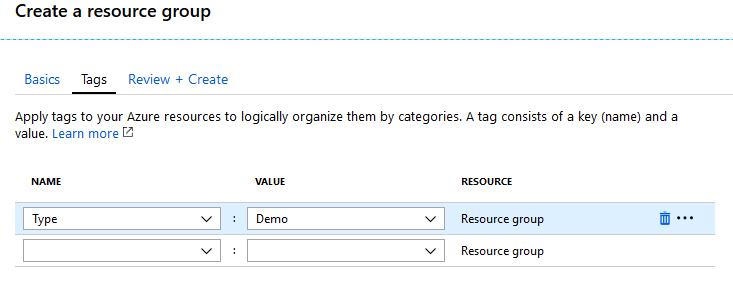 Create a resource group
Basics Tags Review + Create
Apply tags to your Azure resources to logically organize them by categories. A tag consists of a key (name) and a
value. Learn more
NAME VALUE RESOURCE
Type : Demo Resource group
: Resource group